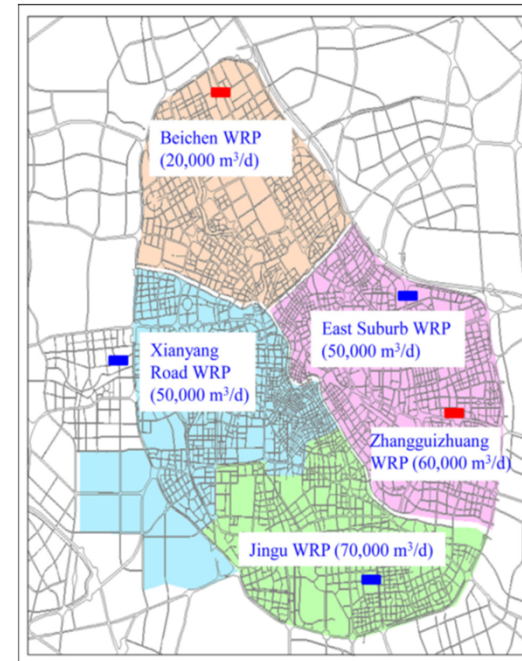 Beichen WRP
(20,000 m³/d)
East Suburb WRP
(50,000 m³/d)
Xianyang
Road WRP
(50,000 m³/d)
Zhangguizhuang
WRP (60,000 m³/d)
Jingu WRP (70,000 m³/d)